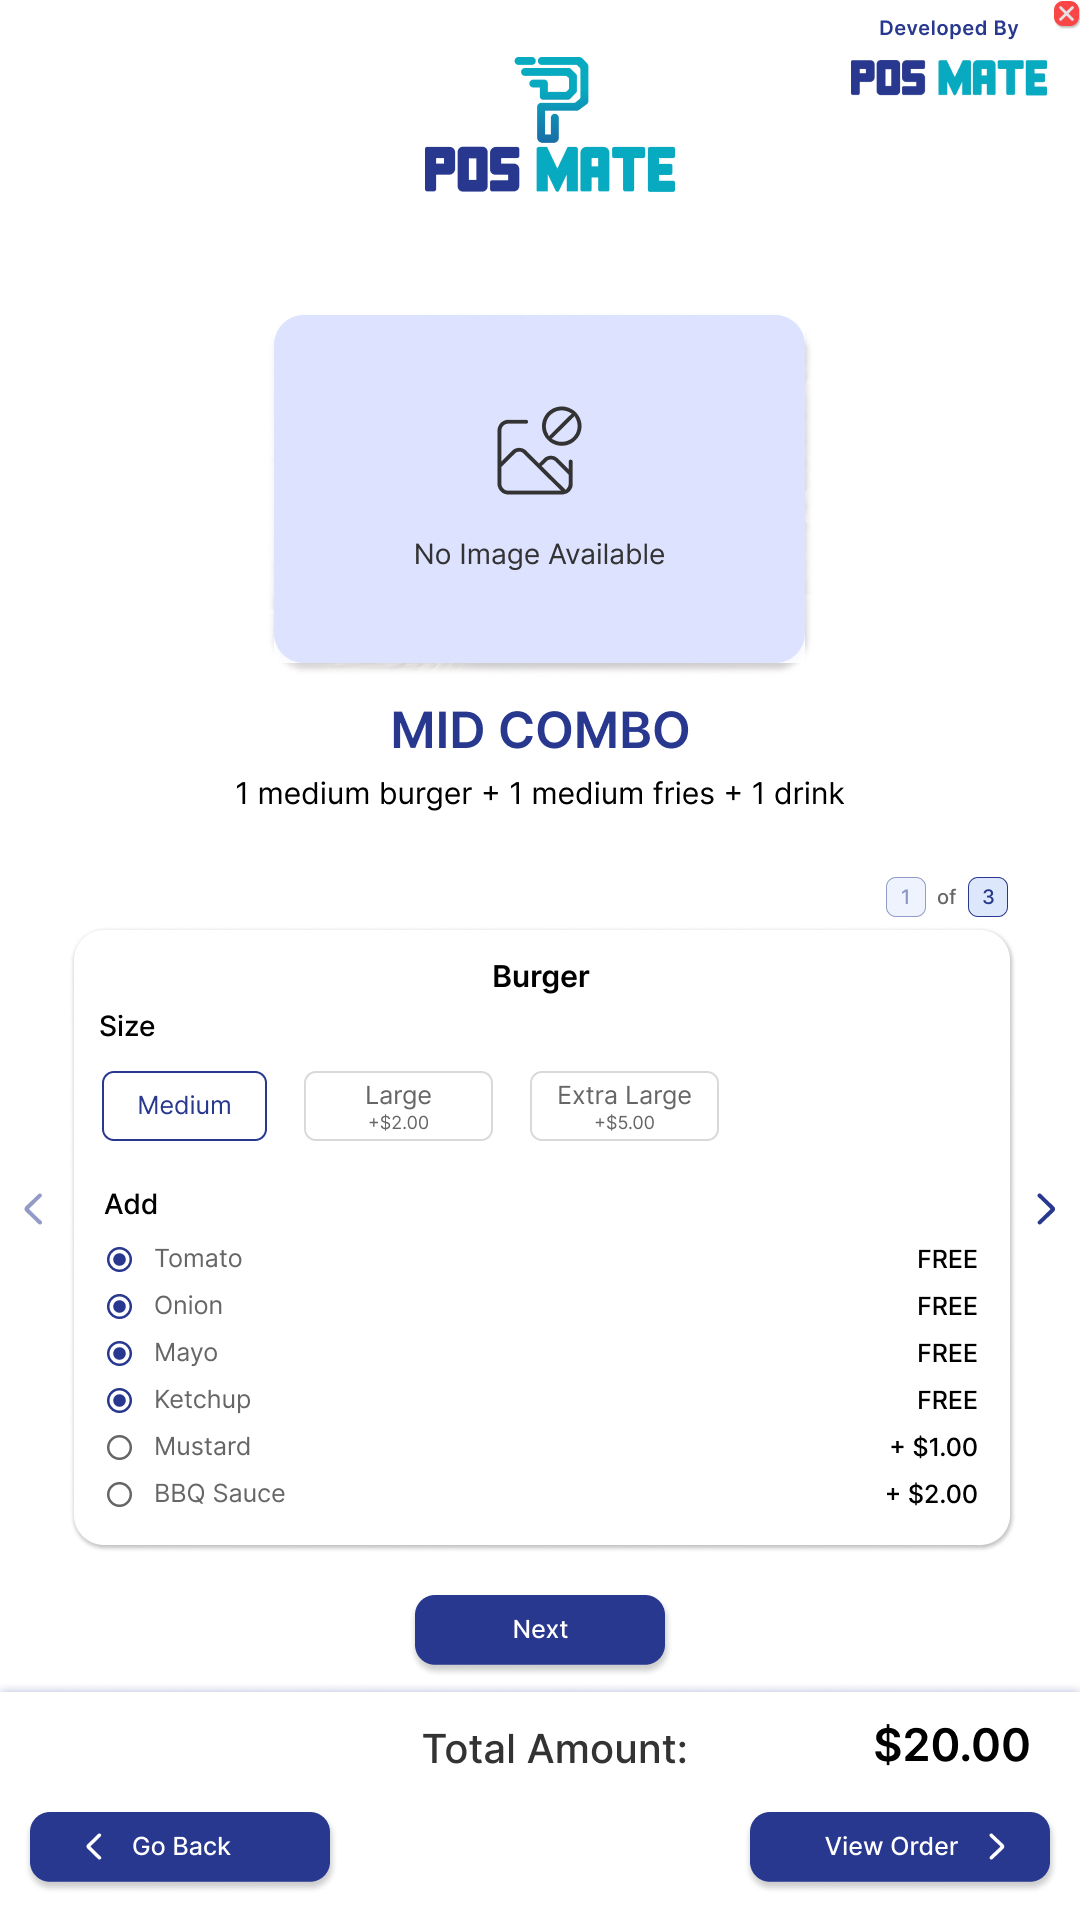 Developed By
POS MATE
POS MATE
No Image Available
MID COMBO
1 medium burger + 1 medium fries + 1 drink
1 of 3
Burger
Size
Medium
Large
+$2.00
Extra Large
+$5.00
Add
Tomato FREE
Onion FREE
Mayo FREE
Ketchup FREE
Mustard + $1.00
BBQ Sauce + $2.00
Next
Total Amount: $20.00
Go Back
View Order